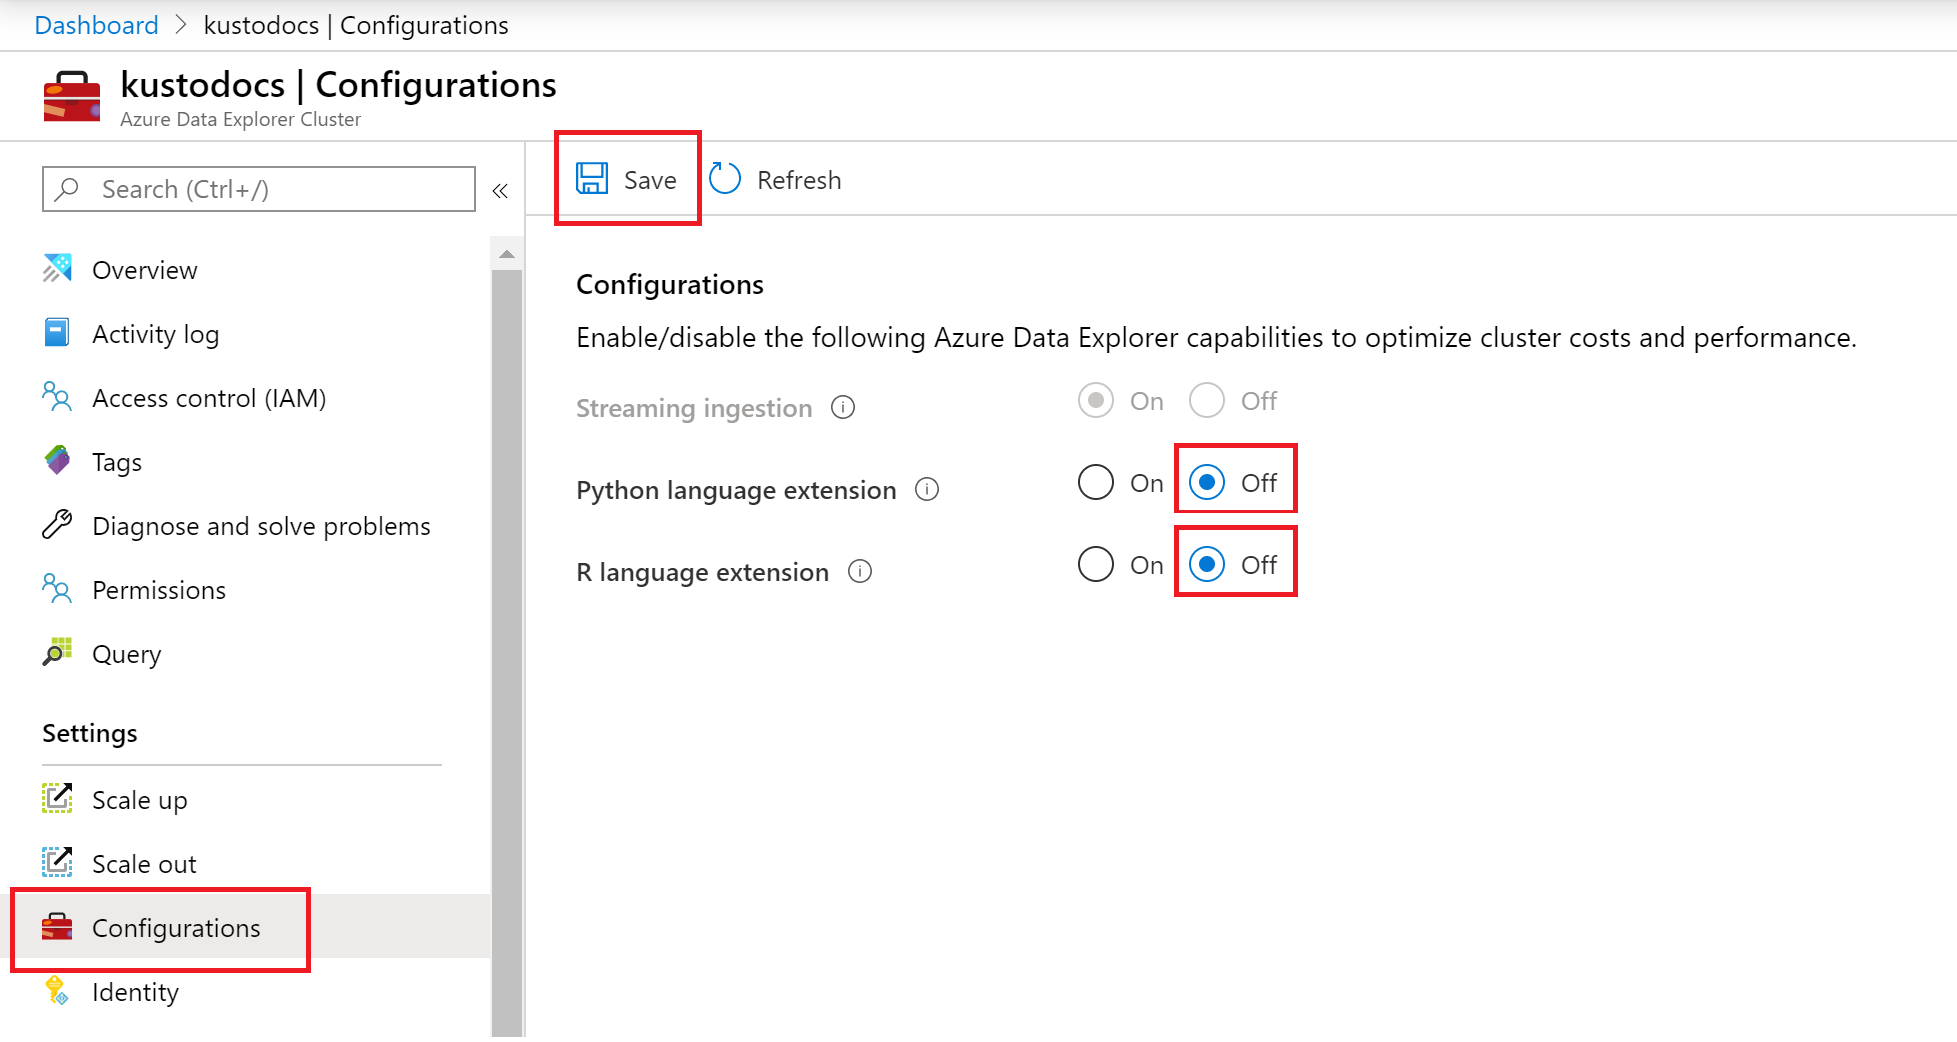 Dashboard > kustodocs | Configurations
kustodocs | Configurations
Azure Data Explorer Cluster
Search (Ctrl+/)
«
Overview
Activity log
Access control (IAM)
Tags
Diagnose and solve problems
Permissions
Query
Settings
Scale up
Scale out
Configurations
Identity
Save Refresh
Configurations
Enable/disable the following Azure Data Explorer capabilities to optimize cluster costs and performance.
Streaming ingestion On Off
Python language extension On Off
R language extension On Off